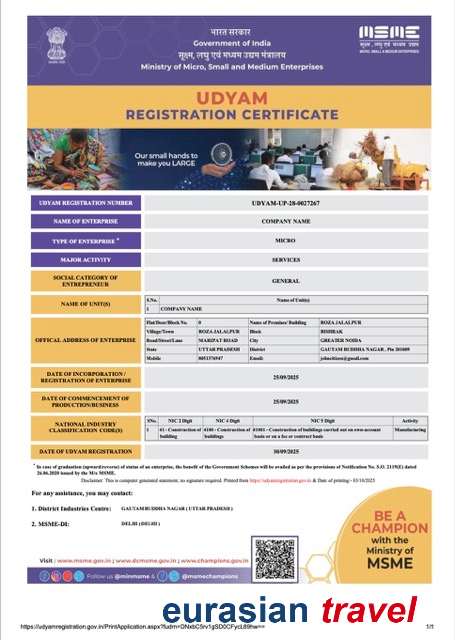 भारत सरकार
Government of India
सूक्ष्म, लघु एवं मध्यम उद्यम मंत्रालय
Ministry of Micro, Small and Medium Enterprises
MSME
सूक्ष्म, लघु एवं मध्यम उद्यम
MICRO, SMALL & MEDIUM ENTERPRISES
UDYAM
REGISTRATION CERTIFICATE
Our small hands to
make you LARGE
UDYAM REGISTRATION NUMBER UDYAM-UP-28-0027267
NAME OF ENTERPRISE COMPANY NAME
TYPE OF ENTERPRISE * MICRO
MAJOR ACTIVITY SERVICES
SOCIAL CATEGORY OF ENTREPRENEUR GENERAL
NAME OF UNIT(S) S.No. Name of Unit(s)
1 COMPANY NAME
OFFICAL ADDRESS OF ENTERPRISE
Flat/Door/Block No. 0 Name of Premises/ Building ROZA JALALPUR
Village/Town ROZA JALALPUR Block BISHRAK
Road/Street/Lane MARIPAT ROAD City GREATER NOIDA
State UTTAR PRADESH District GAUTAM BUDDHA NAGAR , Pin 201009
Mobile 8051376947 Email:
DATE OF INCORPORATION / REGISTRATION OF ENTERPRISE 25/09/2025
DATE OF COMMENCEMENT OF PRODUCTION/BUSINESS 25/09/2025
NATIONAL INDUSTRY CLASSIFICATION CODE(S)
SNo. NIC 2 Digit NIC 4 Digit NIC 5 Digit Activity
1 41 - Construction of building 4100 - Construction of buildings 41001 - Construction of buildings carried out on own-account basis or on a fee or contract basis Manufacturing
DATE OF UDYAM REGISTRATION 30/09/2025
* In case of graduation (upward/reverse) of status of an enterprise, the benefit of the Government Schemes will be availed as per the provisions of Notification No. S.O. 2119(E) dated
26.06.2020 issued by the M/o MSME.
Disclaimer: This is computer generated statement, no signature required. Printed from https://udyamregistration.gov.in & Date of printing - 03/10/2025
For any assistance, you may contact:
1. District Industries Centre: GAUTAM BUDDHA NAGAR ( UTTAR PRADESH )
2. MSME-DI: DELHI ( DELHI )
BE A
CHAMPION
with the
Ministry of
MSME
Visit : www.msme.gov.in ; www.dcmsme.gov.in ; www.champions.gov.in
Follow us @minmsme & @msmechampions
eurasian travel
1/1